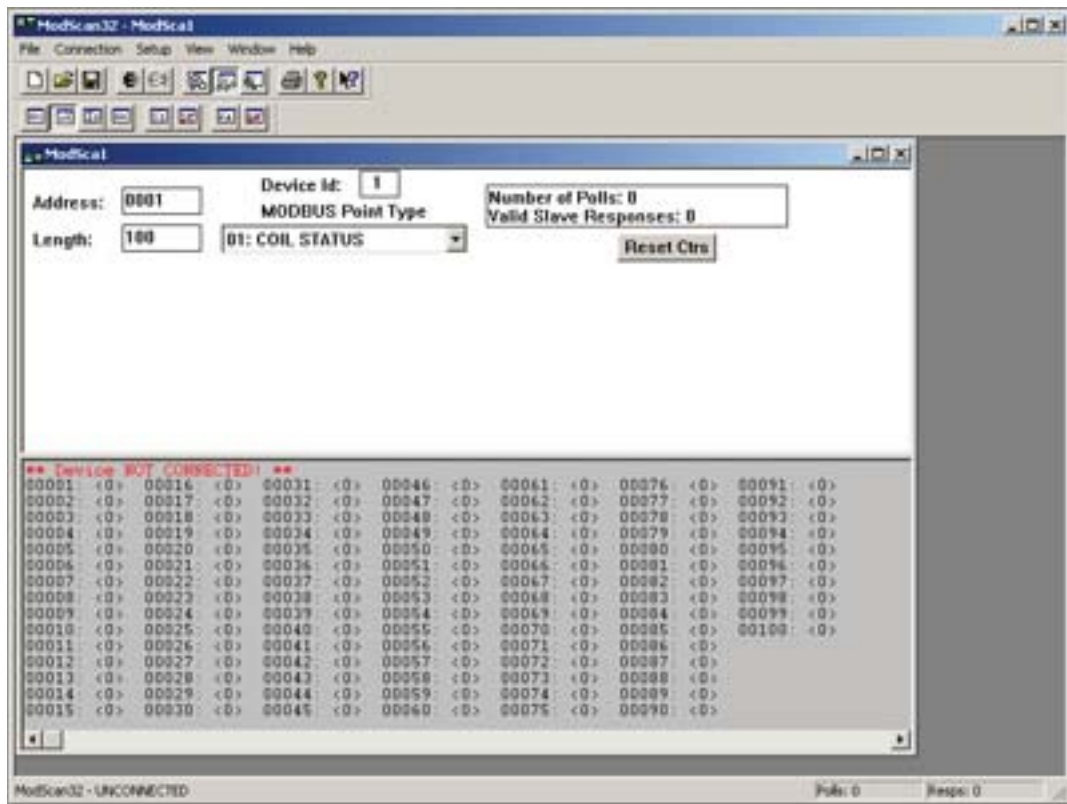 ModScan32 - ModSca1
File Connection Setup View Window Help
ModSca1
Address: 0001
Device Id: 1
MODBUS Point Type
Length: 100
01: COIL STATUS
Number of Polls: 0
Valid Slave Responses: 0
Reset Ctrs
** Device NOT CONNECTED! **
00001: <0> 00016: <0> 00031: <0> 00046: <0> 00061: <0> 00076: <0> 00091: <0>
00002: <0> 00017: <0> 00032: <0> 00047: <0> 00062: <0> 00077: <0> 00092: <0>
00003: <0> 00018: <0> 00033: <0> 00048: <0> 00063: <0> 00078: <0> 00093: <0>
00004: <0> 00019: <0> 00034: <0> 00049: <0> 00064: <0> 00079: <0> 00094: <0>
00005: <0> 00020: <0> 00035: <0> 00050: <0> 00065: <0> 00080: <0> 00095: <0>
00006: <0> 00021: <0> 00036: <0> 00051: <0> 00066: <0> 00081: <0> 00096: <0>
00007: <0> 00022: <0> 00037: <0> 00052: <0> 00067: <0> 00082: <0> 00097: <0>
00008: <0> 00023: <0> 00038: <0> 00053: <0> 00068: <0> 00083: <0> 00098: <0>
00009: <0> 00024: <0> 00039: <0> 00054: <0> 00069: <0> 00084: <0> 00099: <0>
00010: <0> 00025: <0> 00040: <0> 00055: <0> 00070: <0> 00085: <0> 00100: <0>
00011: <0> 00026: <0> 00041: <0> 00056: <0> 00071: <0> 00086: <0>
00012: <0> 00027: <0> 00042: <0> 00057: <0> 00072: <0> 00087: <0>
00013: <0> 00028: <0> 00043: <0> 00058: <0> 00073: <0> 00088: <0>
00014: <0> 00029: <0> 00044: <0> 00059: <0> 00074: <0> 00089: <0>
00015: <0> 00030: <0> 00045: <0> 00060: <0> 00075: <0> 00090: <0>
ModScan32 - UNCONNECTED
Polls: 0
Resps: 0